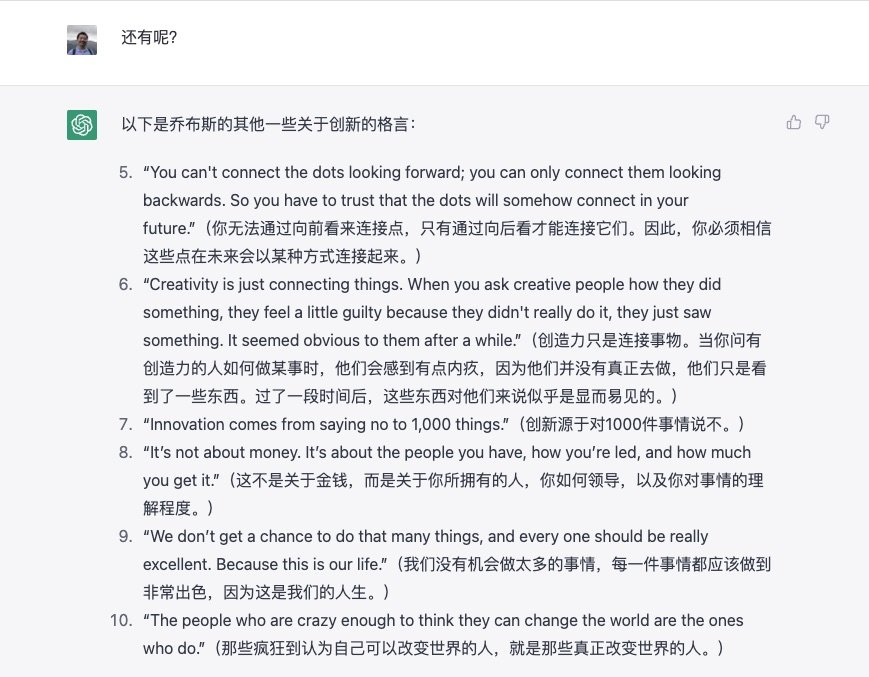 还有呢?
以下是乔布斯的其他一些关于创新的格言：
5. “You can't connect the dots looking forward; you can only connect them looking
backwards. So you have to trust that the dots will somehow connect in your
future.”（你无法通过向前看来连接点，只有通过向后看才能连接它们。因此，你必须相信
这些点在未来会以某种方式连接起来。）
6. “Creativity is just connecting things. When you ask creative people how they did
something, they feel a little guilty because they didn't really do it, they just saw
something. It seemed obvious to them after a while.”（创造力只是连接事物。当你问有
创造力的人如何做某事时，他们会感到有点内疚，因为他们并没有真正去做，他们只是看
到了一些东西。过了一段时间后，这些东西对他们来说似乎是显而易见的。）
7. “Innovation comes from saying no to 1,000 things.”（创新源于对1000件事情说不。）
8. “It’s not about money. It’s about the people you have, how you’re led, and how much
you get it.”（这不是关于金钱，而是关于你所拥有的人，你如何领导，以及你对事情的理
解程度。）
9. “We don’t get a chance to do that many things, and every one should be really
excellent. Because this is our life.”（我们没有机会做太多的事情，每一件事情都应该做到
非常出色，因为这是我们的人生。）
10. “The people who are crazy enough to think they can change the world are the ones
who do.”（那些疯狂到认为自己可以改变世界的人，就是那些真正改变世界的人。）